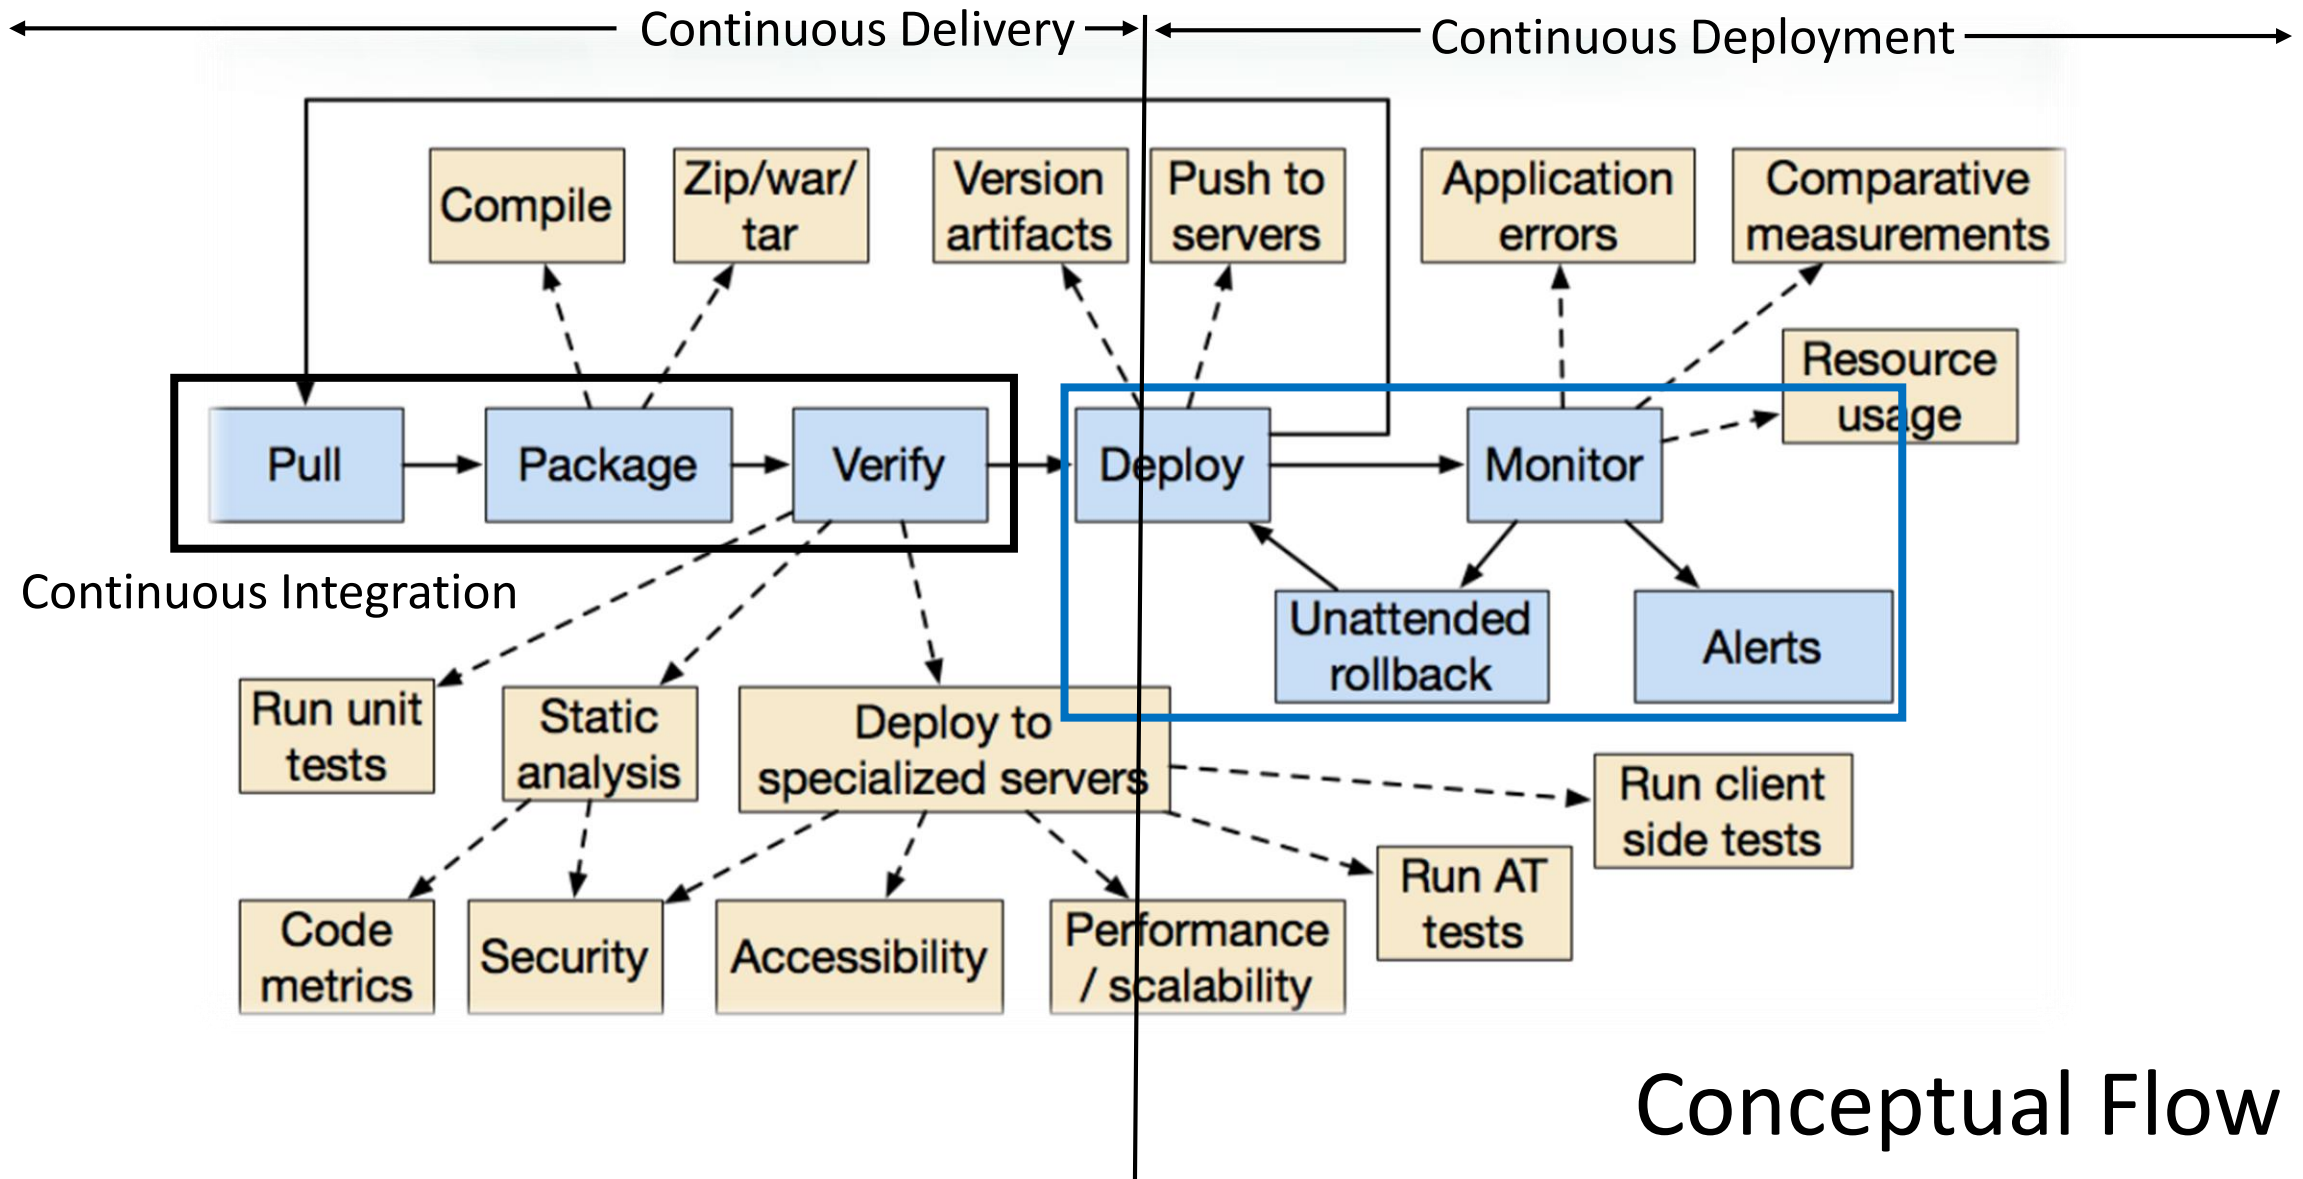 Continuous Delivery
Continuous Deployment
Compile
Zip/war/
tar
Version
artifacts
Push to
servers
Application
errors
Comparative
measurements
Resource
usage
Pull
Package
Verify
Deploy
Monitor
Continuous Integration
Unattended
rollback
Alerts
Run unit
tests
Static
analysis
Deploy to
specialized servers
Run client
side tests
Run AT
tests
Code
metrics
Security
Accessibility
Performance
/ scalability
Conceptual Flow